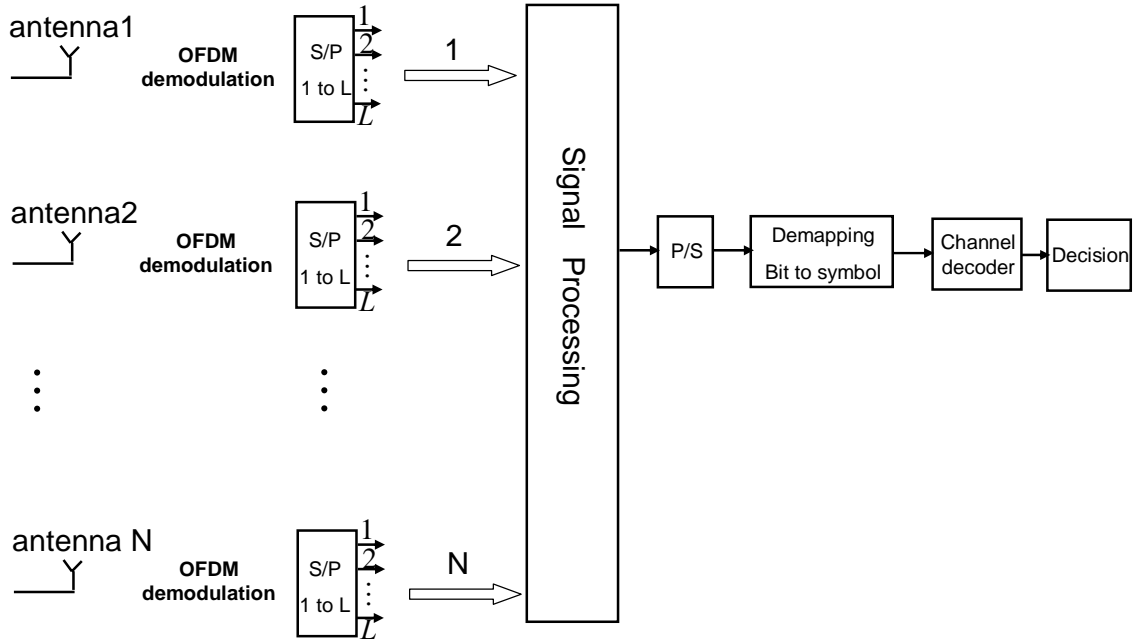 antenna1
OFDM
demodulation
S/P
1 to L
1
2
L
1
antenna2
OFDM
demodulation
S/P
1 to L
1
2
L
2
antenna N
OFDM
demodulation
S/P
1 to L
1
2
L
N
Signal Processing
P/S
Demapping
Bit to symbol
Channel
decoder
Decision